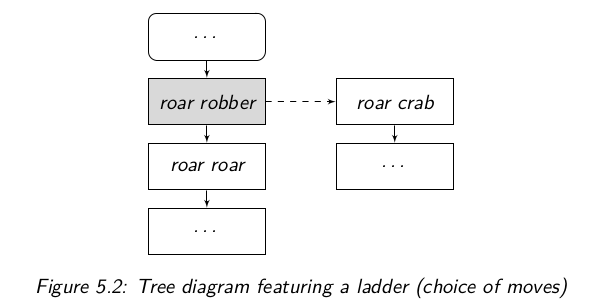 ...
roar robber
roar crab
roar roar
...
...
Figure 5.2: Tree diagram featuring a ladder (choice of moves)